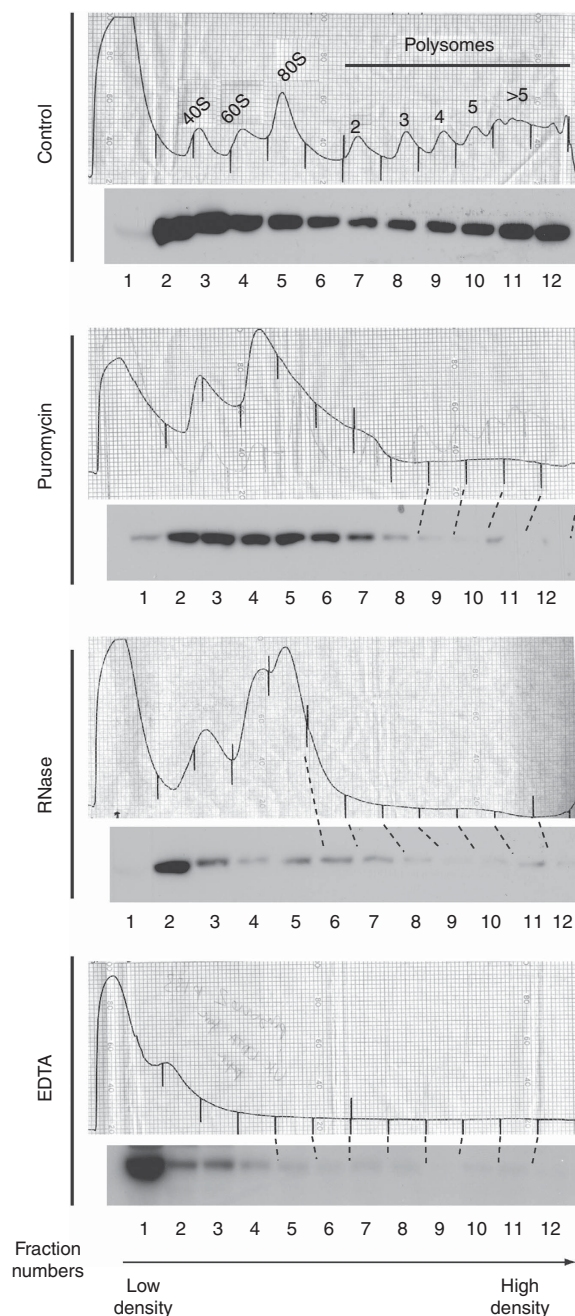 Polysomes
40S
60S
80S
2
3
4
5
>5
Control
1 2 3 4 5 6 7 8 9 10 11 12
Puromycin
1 2 3 4 5 6 7 8 9 10 11 12
RNase
1 2 3 4 5 6 7 8 9 10 11 12
EDTA
1 2 3 4 5 6 7 8 9 10 11 12
Fraction
numbers
Low
density
High
density